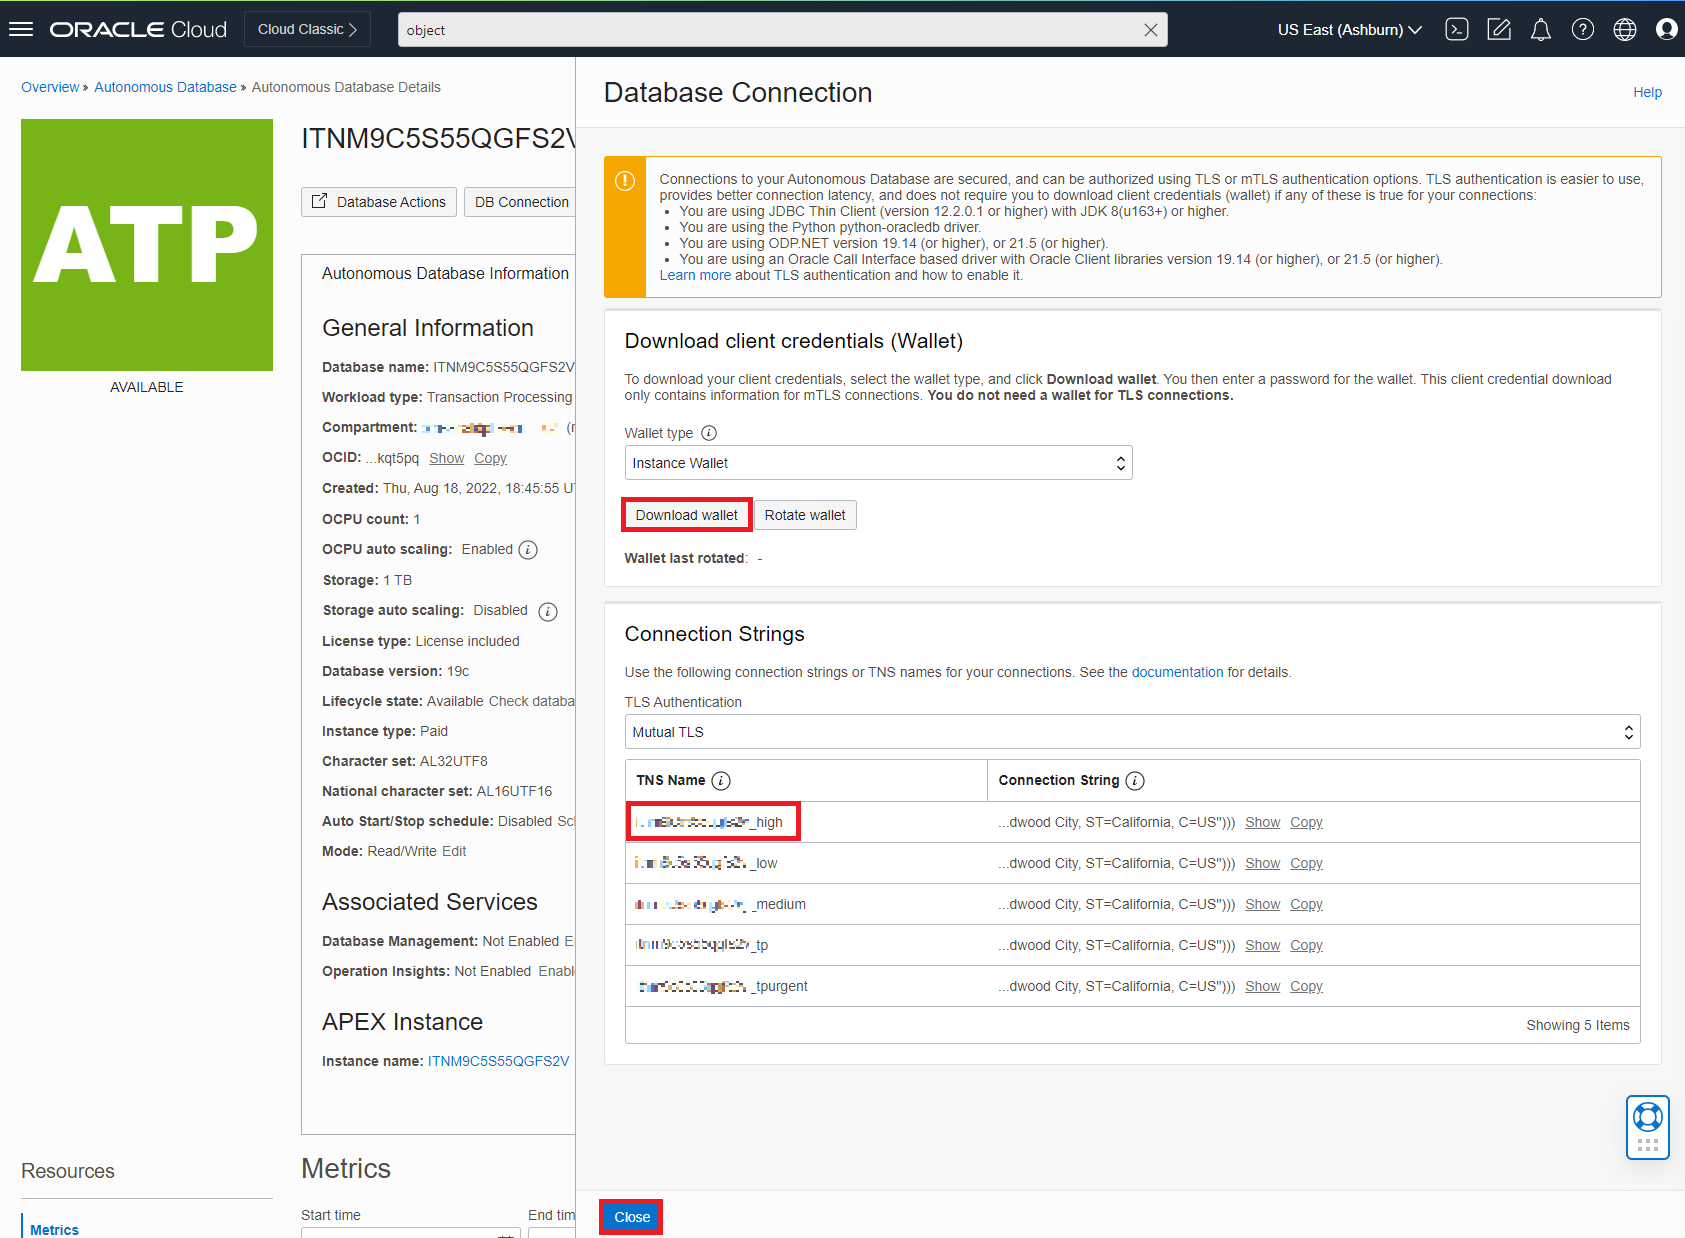 ORACLE Cloud
Cloud Classic
object
US East (Ashburn)
Overview » Autonomous Database » Autonomous Database Details
ATP
AVAILABLE
ITNM9C5S55QGFS2V
Database Actions
DB Connection
Autonomous Database Information
General Information
Database name: ITNM9C5S55QGFS2V
Workload type: Transaction Processing
Compartment:
OCID: ...kqt5pq Show Copy
Created: Thu, Aug 18, 2022, 18:45:55
OCPU count: 1
OCPU auto scaling: Enabled
Storage: 1 TB
Storage auto scaling: Disabled
License type: License included
Database version: 19c
Lifecycle state: Available Check databa
Instance type: Paid
Character set: AL32UTF8
National character set: AL16UTF16
Auto Start/Stop schedule: Disabled Sc
Mode: Read/Write Edit
Associated Services
Database Management: Not Enabled E
Operation Insights: Not Enabled Enabl
APEX Instance
Instance name: ITNM9C5S55QGFS2V
Resources
Metrics
Metrics
Start time
End tim
Database Connection
Help
Connections to your Autonomous Database are secured, and can be authorized using TLS or mTLS authentication options. TLS authentication is easier to use,
provides better connection latency, and does not require you to download client credentials (wallet) if any of these is true for your connections:
• You are using JDBC Thin Client (version 12.2.0.1 or higher) with JDK 8(u163+) or higher.
• You are using the Python python-oracledb driver.
• You are using ODP.NET version 19.14 (or higher), or 21.5 (or higher).
• You are using an Oracle Call Interface based driver with Oracle Client libraries version 19.14 (or higher), or 21.5 (or higher).
Learn more about TLS authentication and how to enable it.
Download client credentials (Wallet)
To download your client credentials, select the wallet type, and click Download wallet. You then enter a password for the wallet. This client credential download
only contains information for mTLS connections. You do not need a wallet for TLS connections.
Wallet type
Instance Wallet
Download wallet
Rotate wallet
Wallet last rotated: -
Connection Strings
Use the following connection strings or TNS names for your connections. See the documentation for details.
TLS Authentication
Mutual TLS
TNS Name Connection String
_high ...dwood City, ST=California, C=US"))) Show Copy
_low ...dwood City, ST=California, C=US"))) Show Copy
_medium ...dwood City, ST=California, C=US"))) Show Copy
_tp ...dwood City, ST=California, C=US"))) Show Copy
_tpurgent ...dwood City, ST=California, C=US"))) Show Copy
Showing 5 Items
Close